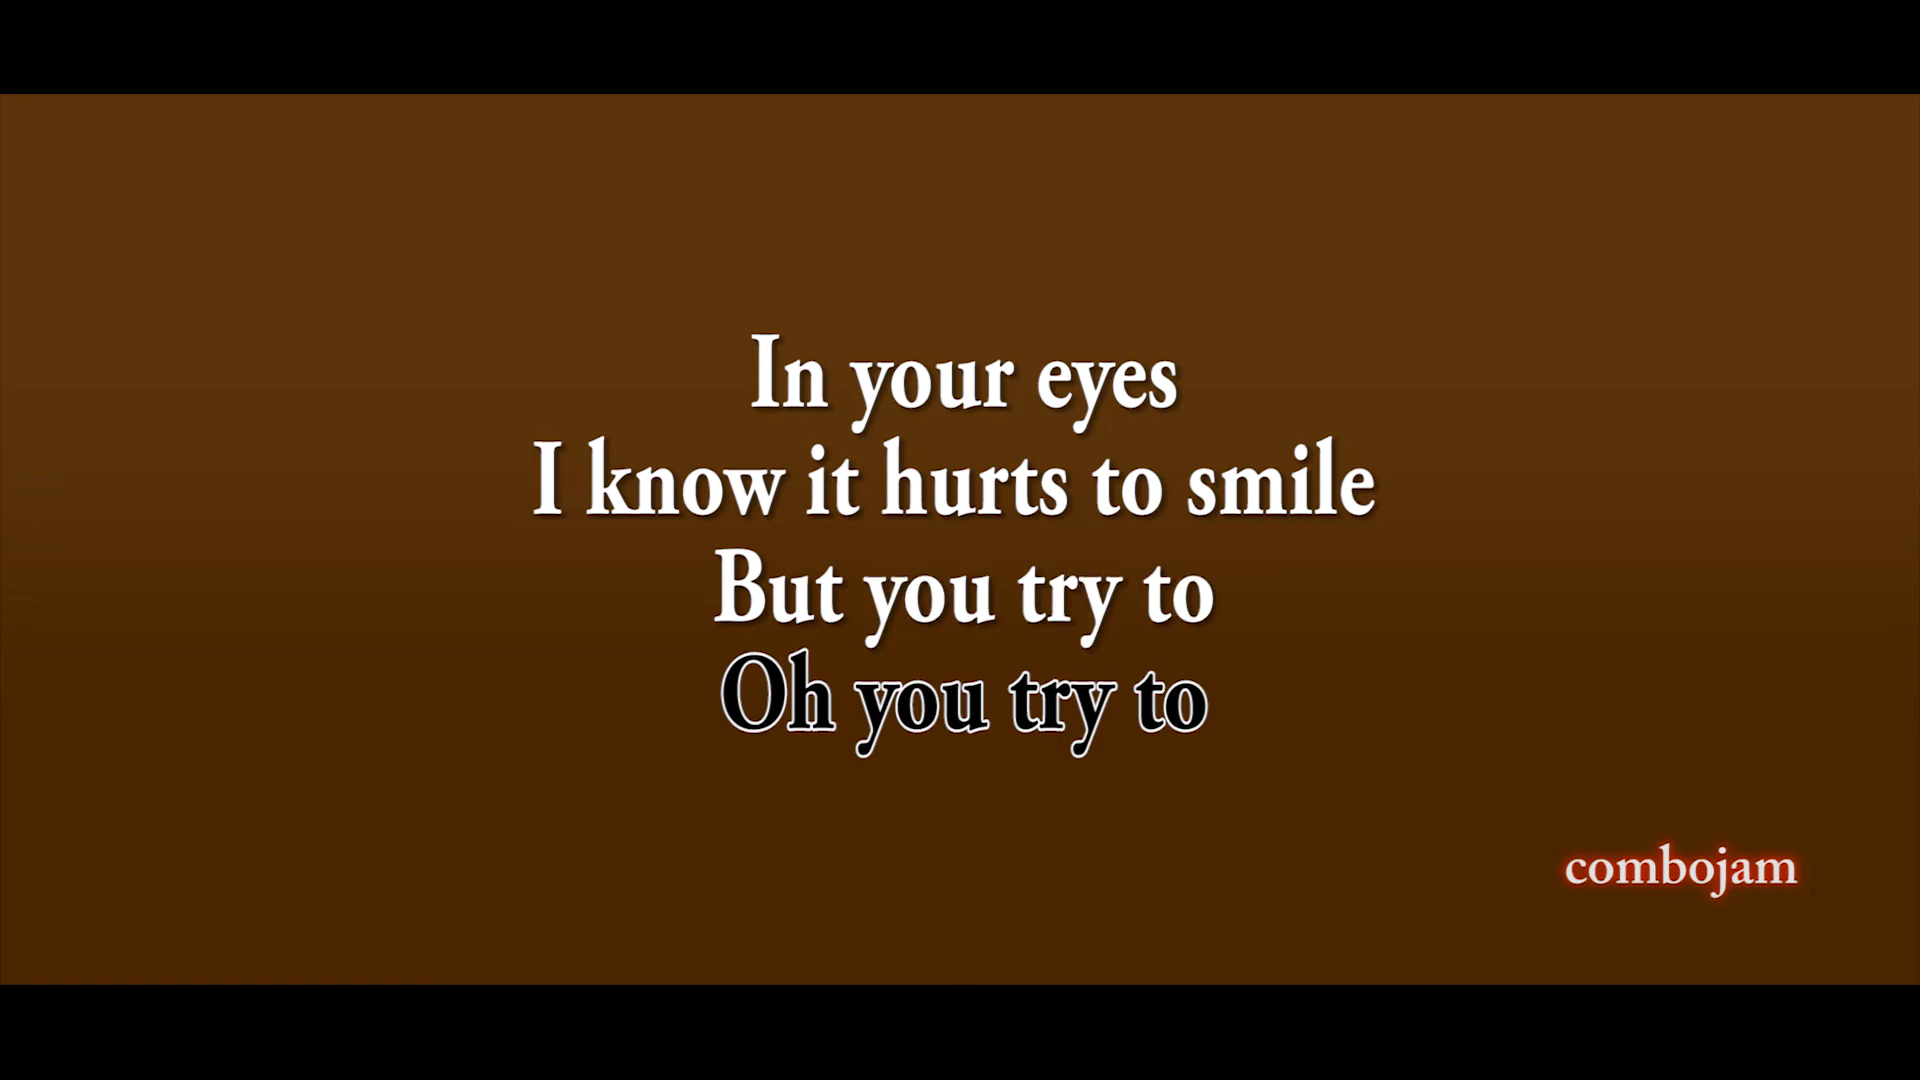 In your eyes
I know it hurts to smile
But you try to
Oh you try to
combojam